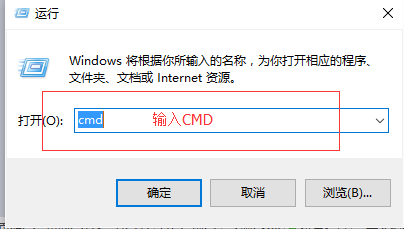 运行
Windows 将根据你所输入的名称，为你打开相应的程序、
文件夹、文档或 Internet 资源。
打开(O): cmd 输入CMD
确定 取消 浏览(B)...